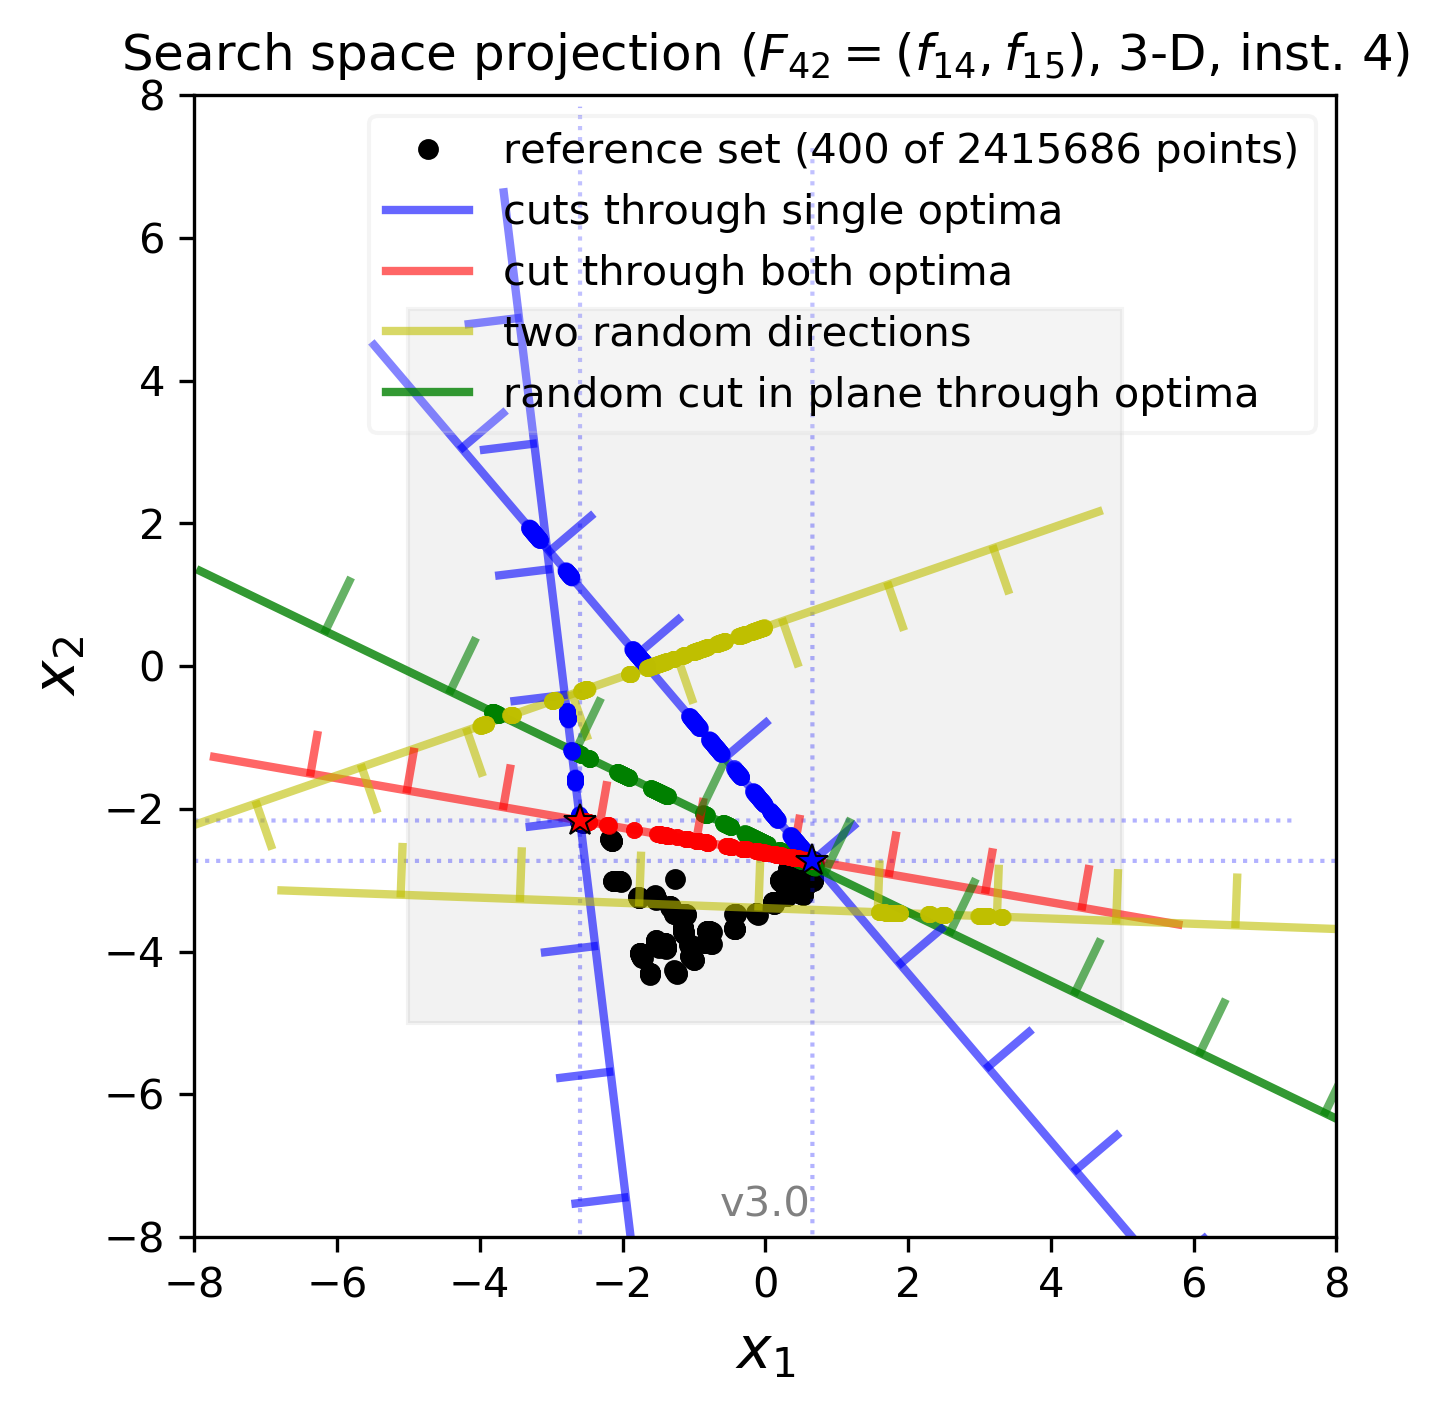 Search space projection (F42 = (f14, f15), 3-D, inst. 4)
8
6
4
2
0
−2
−4
−6
−8
x2
reference set (400 of 2415686 points)
cuts through single optima
cut through both optima
two random directions
random cut in plane through optima
v3.0
−8 −6 −4 −2 0 2 4 6 8
x1